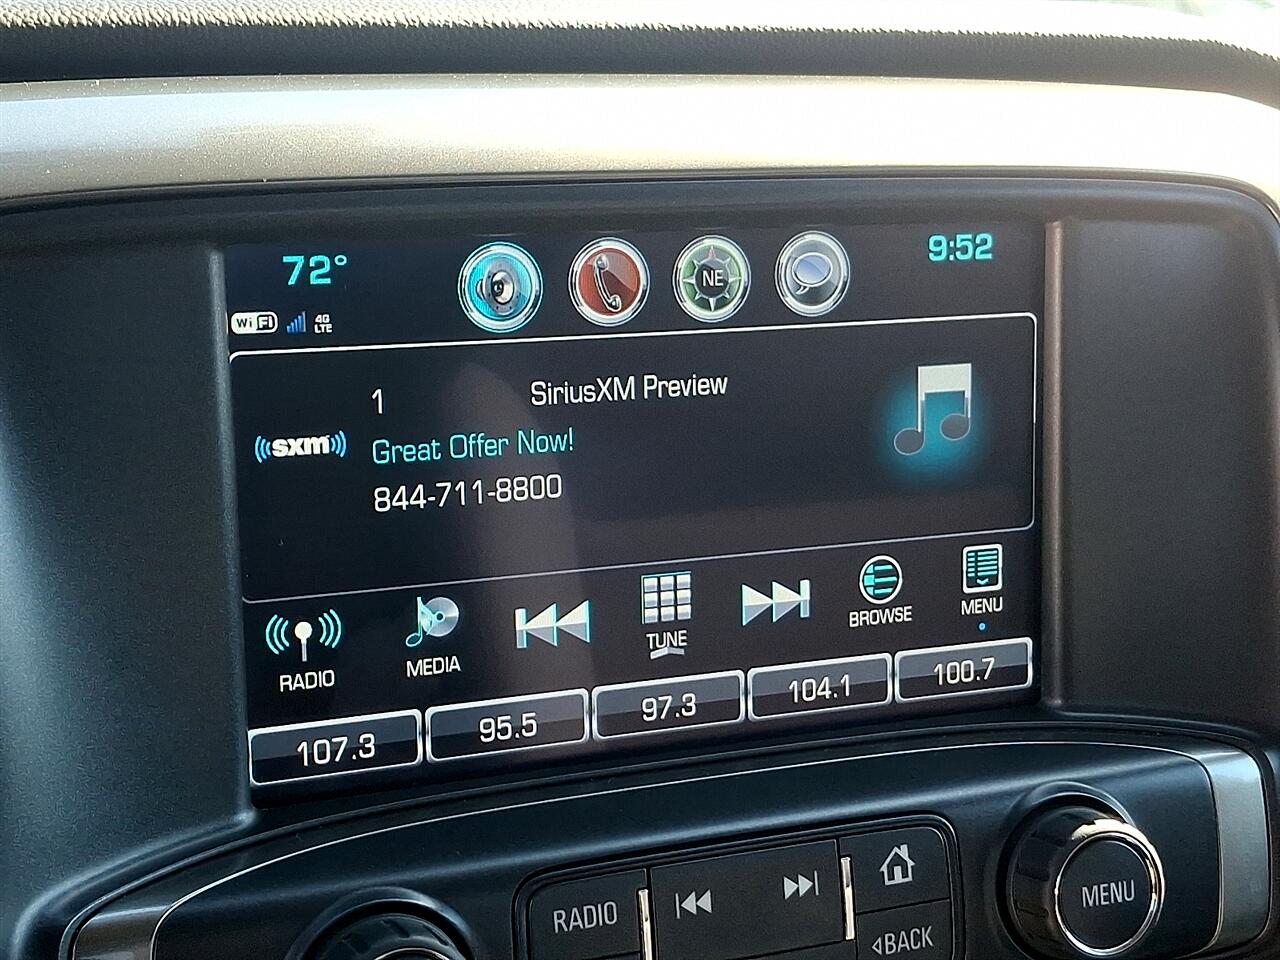 72°
NE
9:52
WiFi
4G
LTE
1
SiriusXM Preview
sxm
Great Offer Now!
844-711-8800
RADIO
MEDIA
TUNE
BROWSE
MENU
107.3
95.5
97.3
104.1
100.7
RADIO
MENU
BACK